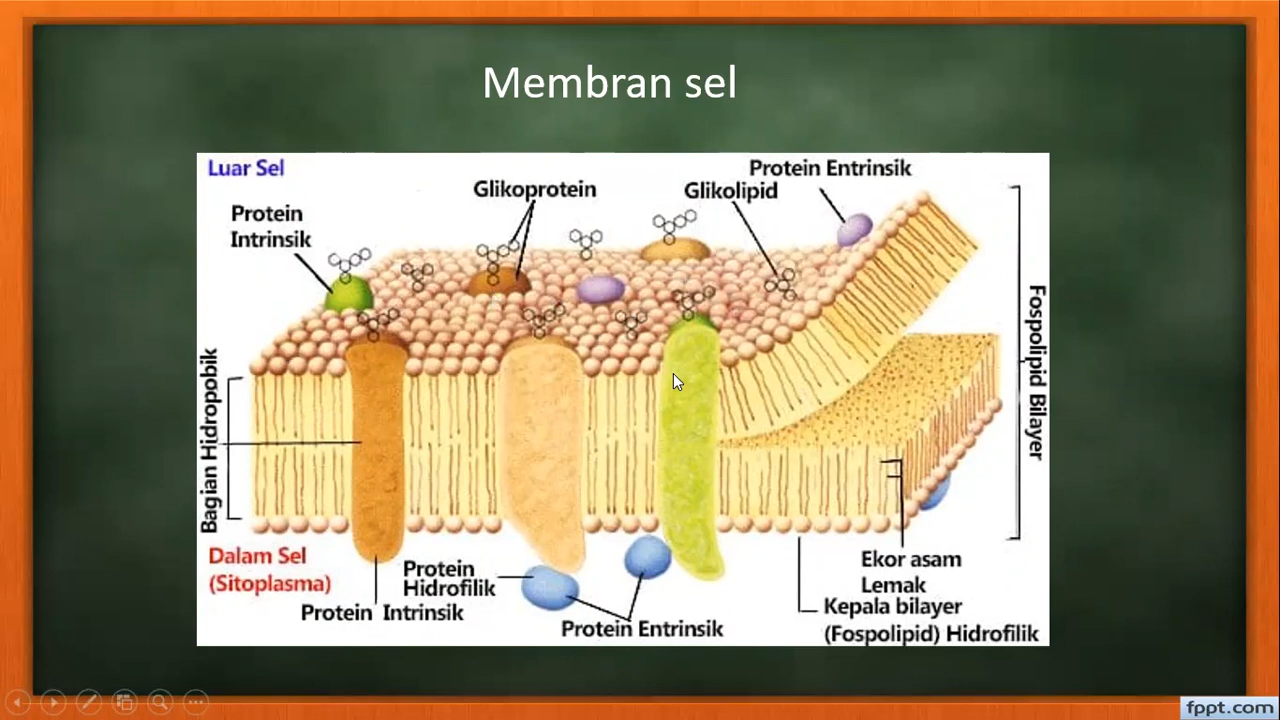 Membran sel
Luar Sel
Protein Entrinsik
Glikoprotein
Glikolipid
Protein
Intrinsik
Bagian Hidropobik
Fospolipid Bilayer
Dalam Sel
(Sitoplasma)
Protein
Hidrofilik
Protein Intrinsik
Protein Entrinsik
Ekor asam
Lemak
Kepala bilayer
(Fospolipid) Hidrofilik
fppt.com